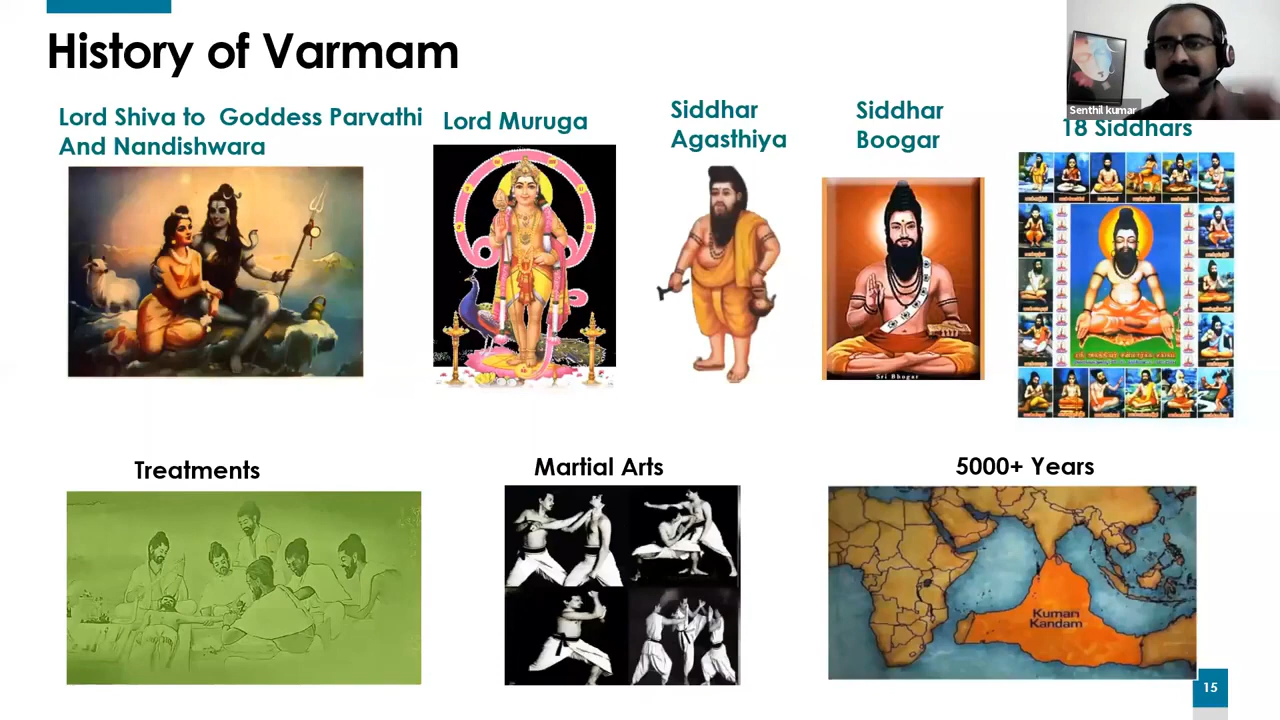 History of Varmam
Senthil kumar
Lord Shiva to Goddess Parvathi
And Nandishwara
Lord Muruga
Siddhar
Agasthiya
Siddhar
Boogar
18 Siddhars
Sri Bhogar
Treatments
Martial Arts
5000+ Years
Kuman
Kandam
15